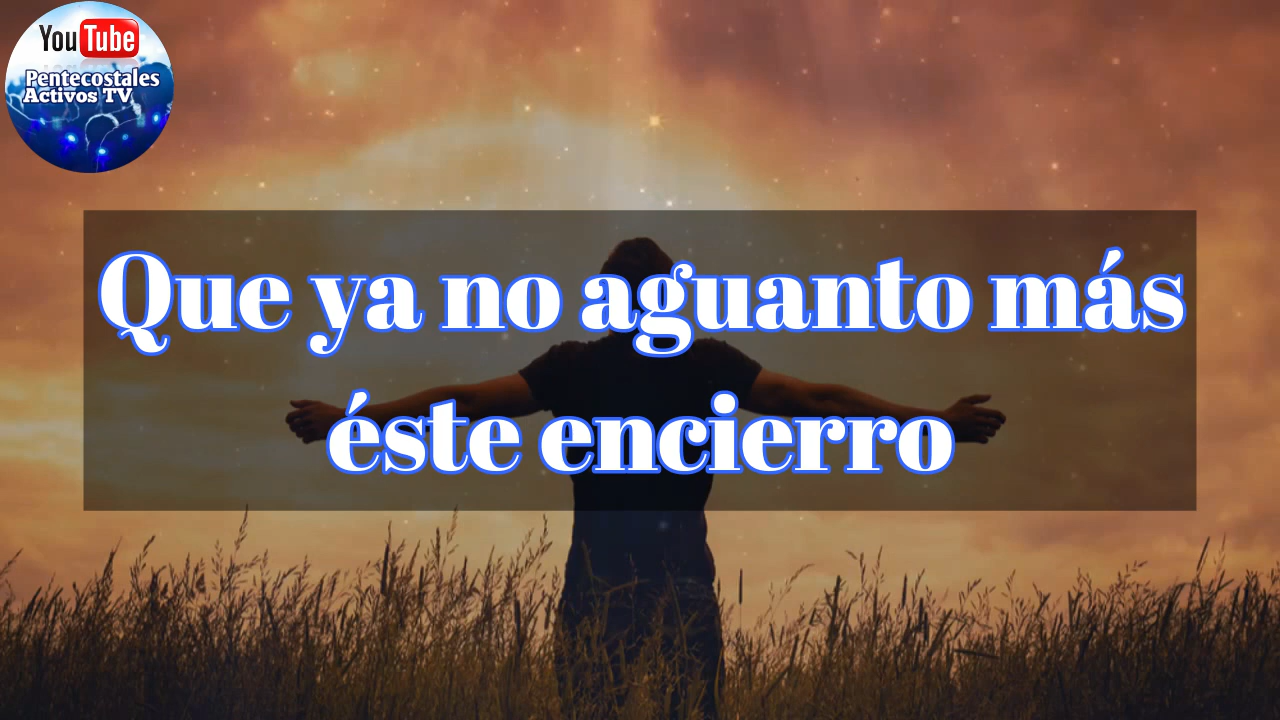 YouTube
Pentecostales
Activos TV
Que ya no aguanto más
éste encierro